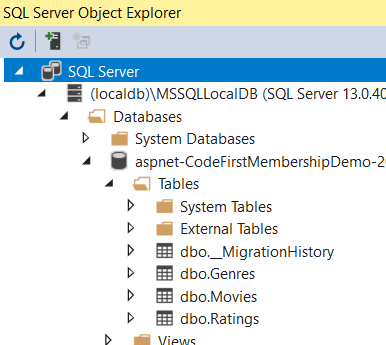 SQL Server Object Explorer
SQL Server
(localdb)\MSSQLLocalDB (SQL Server 13.0.40
Databases
System Databases
aspnet-CodeFirstMembershipDemo-20
Tables
System Tables
External Tables
dbo.__MigrationHistory
dbo.Genres
dbo.Movies
dbo.Ratings
Views